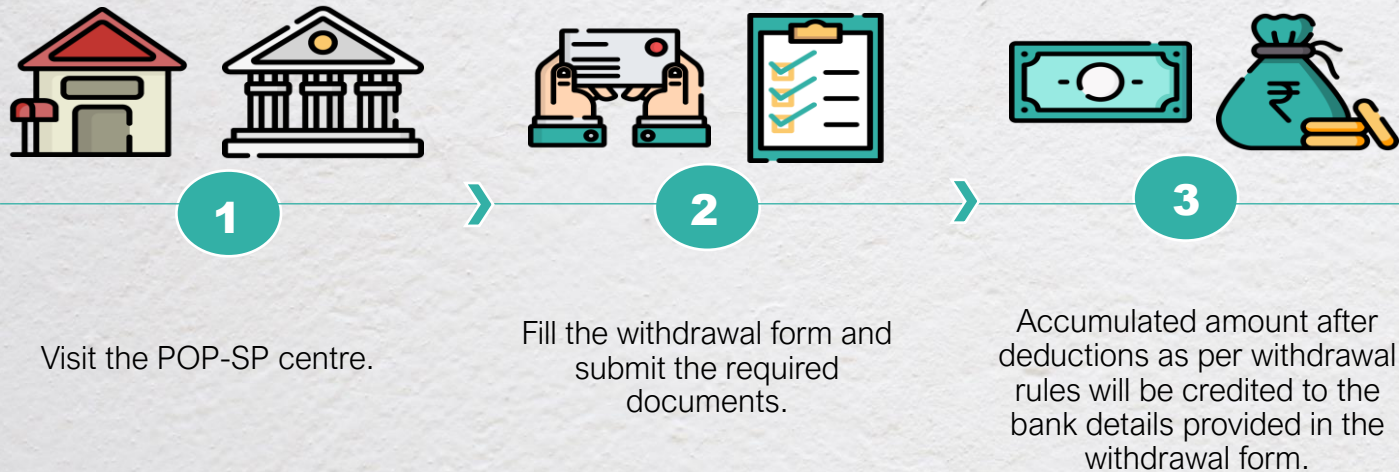 ₹
1
2
3
Visit the POP-SP centre.
Fill the withdrawal form and
submit the required
documents.
Accumulated amount after
deductions as per withdrawal
rules will be credited to the
bank details provided in the
withdrawal form.